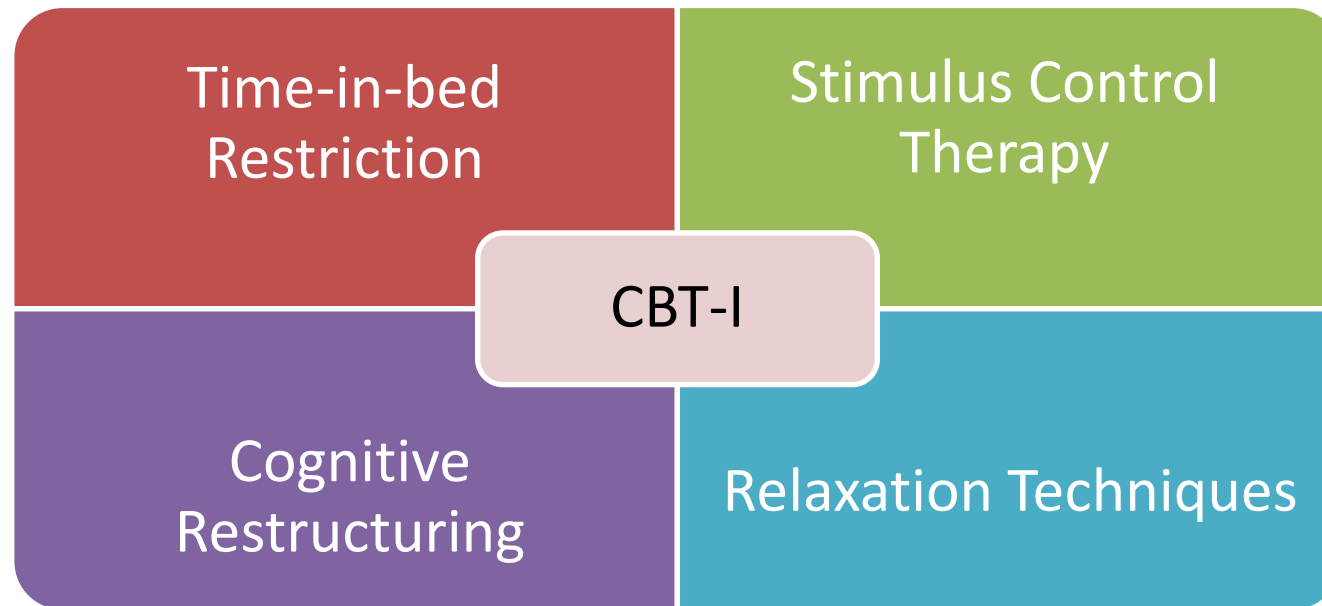 Time-in-bed
Restriction
Stimulus Control
Therapy
CBT-I
Cognitive
Restructuring
Relaxation Techniques